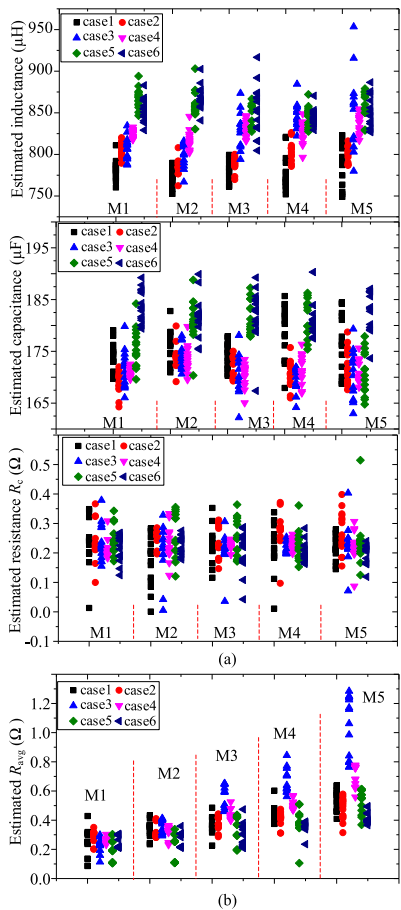 Estimated inductance (μH)
950
900
850
800
750
case1 case2
case3 case4
case5 case6
M1 M2 M3 M4 M5
Estimated capacitance (μF)
195
185
175
165
case1 case2
case3 case4
case5 case6
M1 M2 M3 M4 M5
Estimated resistance Rc (Ω)
0.5
0.4
0.3
0.2
0.1
0.0
-0.1
case1 case2
case3 case4
case5 case6
M1 M2 M3 M4 M5
(a)
Estimated Ravg (Ω)
1.2
1.0
0.8
0.6
0.4
0.2
0.0
case1 case2
case3 case4
case5 case6
M1 M2 M3 M4 M5
(b)